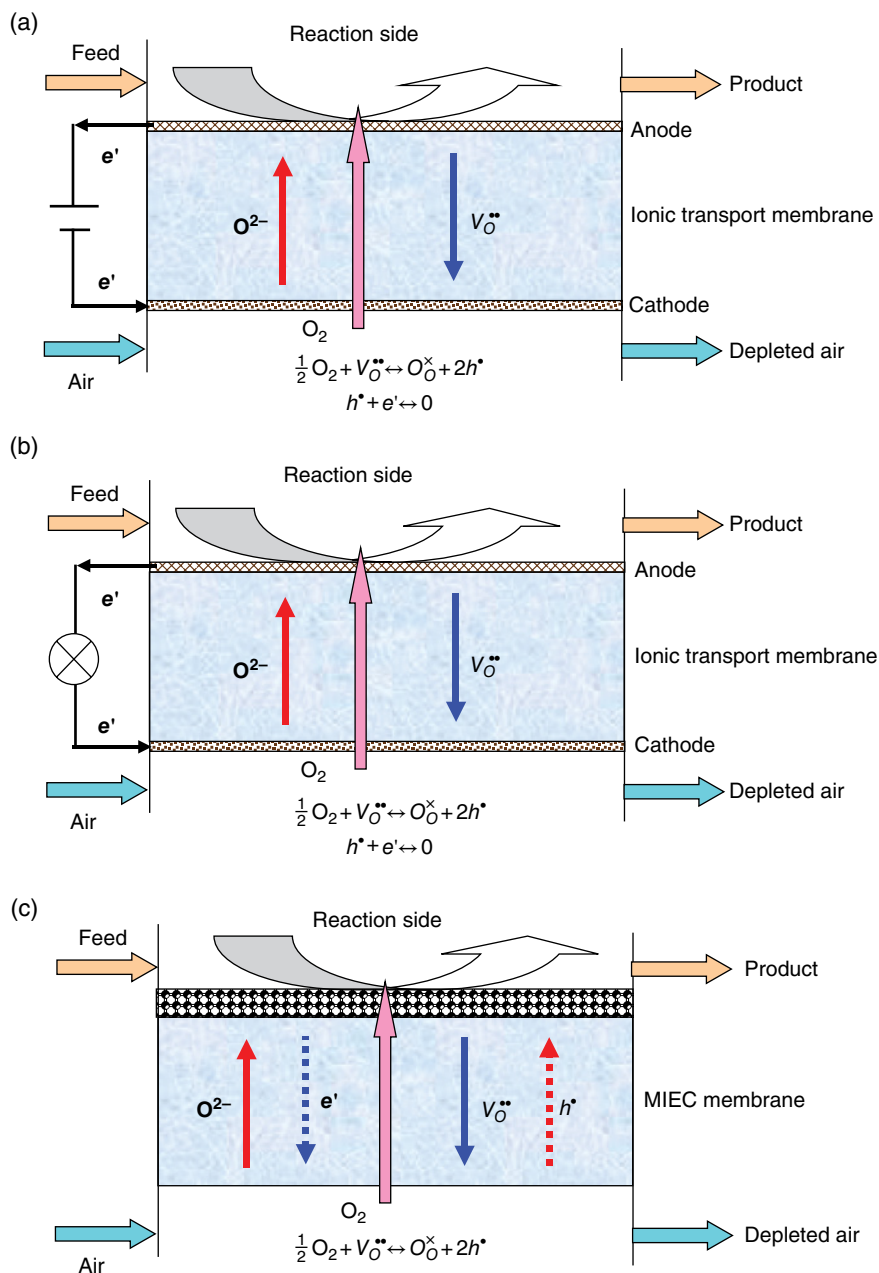 (a)
Reaction side
Feed
Product
Anode
e'
O²⁻
V_O^••
Ionic transport membrane
e'
Cathode
O₂
Air
Depleted air
½ O₂ + V_O^•• ↔ O_O^× + 2h^•
h^• + e' ↔ 0
(b)
Reaction side
Feed
Product
Anode
e'
O²⁻
V_O^••
Ionic transport membrane
e'
Cathode
O₂
Air
Depleted air
½ O₂ + V_O^•• ↔ O_O^× + 2h^•
h^• + e' ↔ 0
(c)
Reaction side
Feed
Product
O²⁻
e'
V_O^••
h^•
MIEC membrane
O₂
Air
Depleted air
½ O₂ + V_O^•• ↔ O_O^× + 2h^•